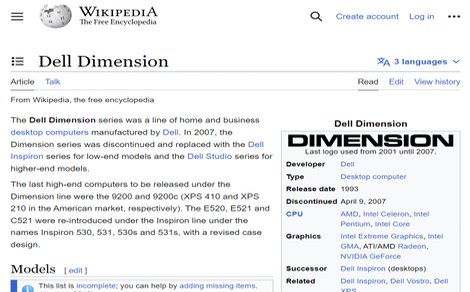 WIKIPEDIA
The Free Encyclopedia
Create account Log in
Dell Dimension
3 languages
Article Talk Read Edit View history
From Wikipedia, the free encyclopedia
The Dell Dimension series was a line of home and business
desktop computers manufactured by Dell. In 2007, the
Dimension series was discontinued and replaced with the Dell
Inspiron series for low-end models and the Dell Studio series for
higher-end models.
The last high-end computers to be released under the
Dimension line were the 9200 and 9200c (XPS 410 and XPS
210 in the American market, respectively). The E520, E521 and
C521 were re-introduced under the Inspiron line under the
names Inspiron 530, 531, 530s and 531s, with a revised case
design.
Models [ edit ]
This list is incomplete; you can help by adding missing items.
Dell Dimension
DIMENSION
Last logo used from 2001 until 2007.
Developer Dell
Type Desktop computer
Release date 1993
Discontinued April 9, 2007
CPU AMD, Intel Celeron, Intel
Pentium, Intel Core
Graphics Intel Extreme Graphics, Intel
GMA, ATI/AMD Radeon,
NVIDIA GeForce
Successor Dell Inspiron (desktops)
Related Dell Inspiron, Dell Vostro, Dell
XPS